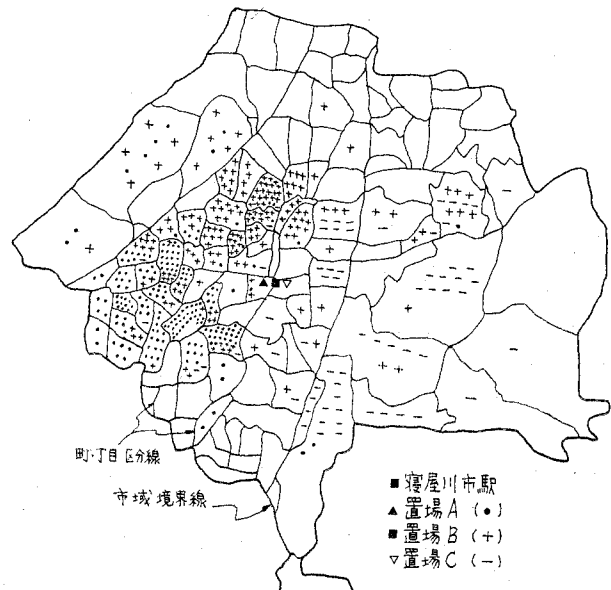 町・丁目区分線
市域境界線
■寝屋川市駅
▲置場A (•)
■置場B (+)
▽置場C (−)